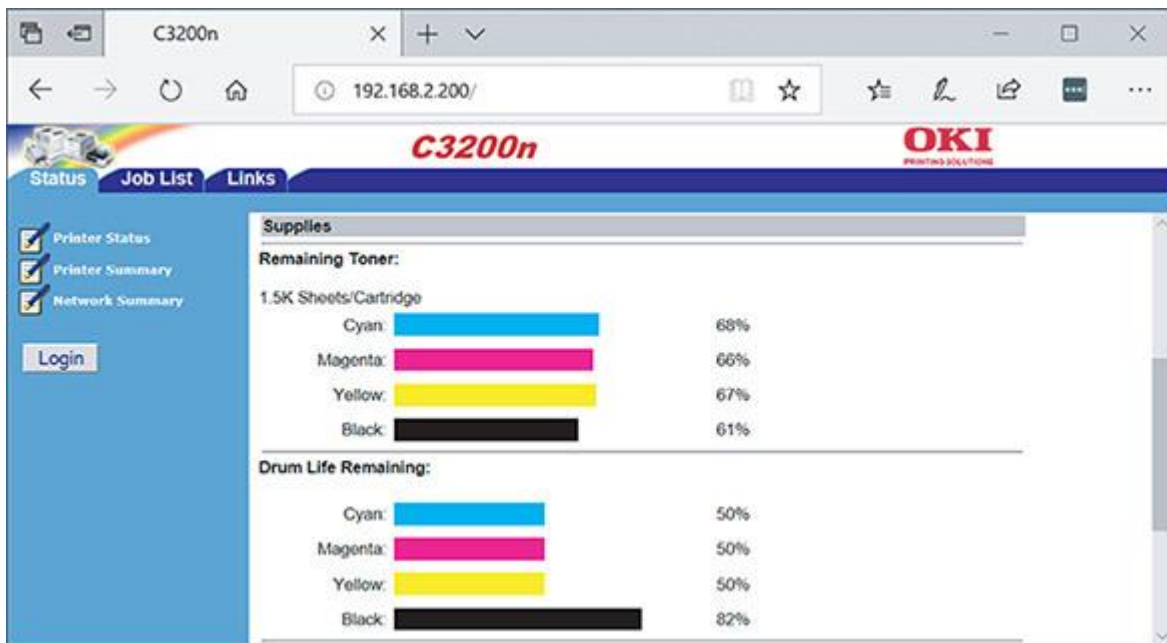 C3200n
192.168.2.200/
C3200n
OKI
PRINTING SOLUTIONS
Status Job List Links
Printer Status
Printer Summary
Network Summary
Login
Supplies
Remaining Toner:
1.5K Sheets/Cartridge
Cyan: 68%
Magenta: 66%
Yellow: 67%
Black: 61%
Drum Life Remaining:
Cyan: 50%
Magenta: 50%
Yellow: 50%
Black: 82%